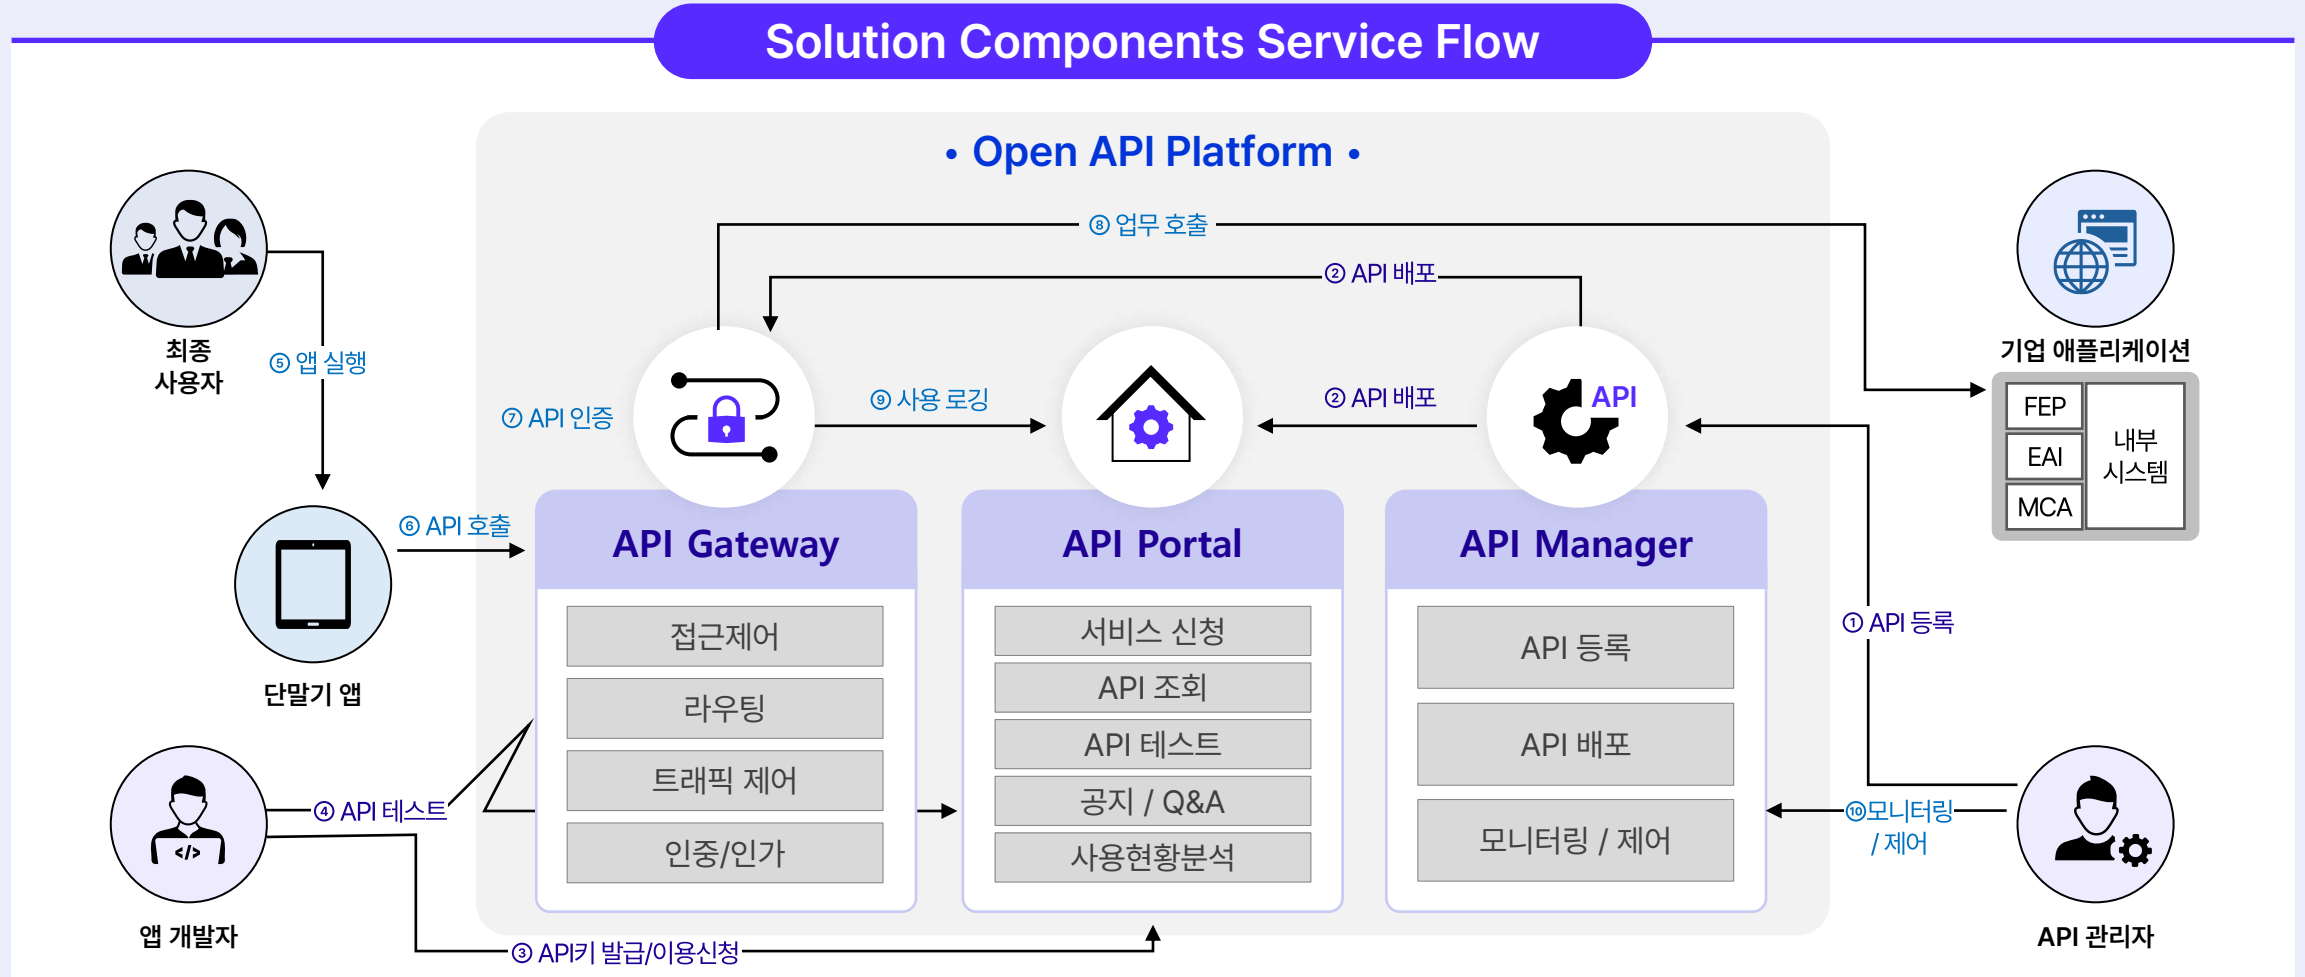 Solution Components Service Flow
• Open API Platform •
⑧ 업무 호출
② API 배포
최종
사용자
⑤ 앱 실행
⑦ API 인증
⑨ 사용 로깅
② API 배포
API
기업 애플리케이션
FEP
EAI
MCA
내부
시스템
⑥ API 호출
단말기 앱
API Gateway
접근제어
라우팅
트래픽 제어
인중/인가
API Portal
서비스 신청
API 조회
API 테스트
공지 / Q&A
사용현황분석
API Manager
API 등록
API 배포
모니터링 / 제어
① API 등록
④ API 테스트
</>
앱 개발자
③ API키 발급/이용신청
⑩모니터링
/ 제어
API 관리자